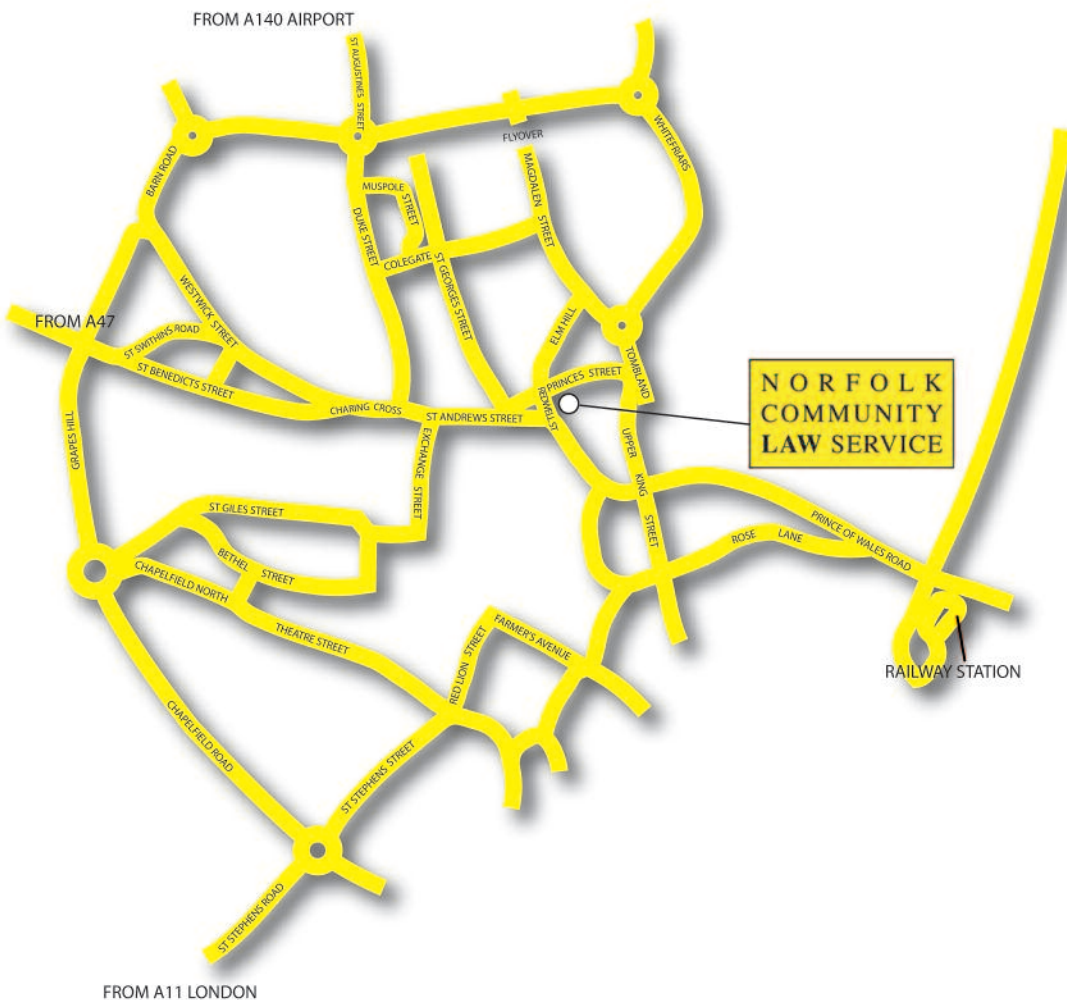 FROM A140 AIRPORT
ST AUGUSTINES STREET
FLYOVER
WHITEFRIARS
BARN ROAD
MUSPOLE
STREET
MAGDALEN STREET
DUKE STREET
COLEGATE
ST GEORGES STREET
WESTWICK STREET
FROM A47
ST SWITHINS ROAD
ST BENEDICTS STREET
ELM HILL
TOMBLAND
PRINCES STREET
REDWELL ST
CHARING CROSS
ST ANDREWS STREET
NORFOLK
COMMUNITY
LAW SERVICE
GRAPES HILL
EXCHANGE STREET
UPPER KING STREET
ST GILES STREET
PRINCE OF WALES ROAD
ROSE LANE
BETHEL STREET
CHAPELFIELD NORTH
THEATRE STREET
RED LION STREET
FARMER'S AVENUE
RAILWAY STATION
CHAPELFIELD ROAD
ST STEPHENS STREET
ST STEPHENS ROAD
FROM A11 LONDON